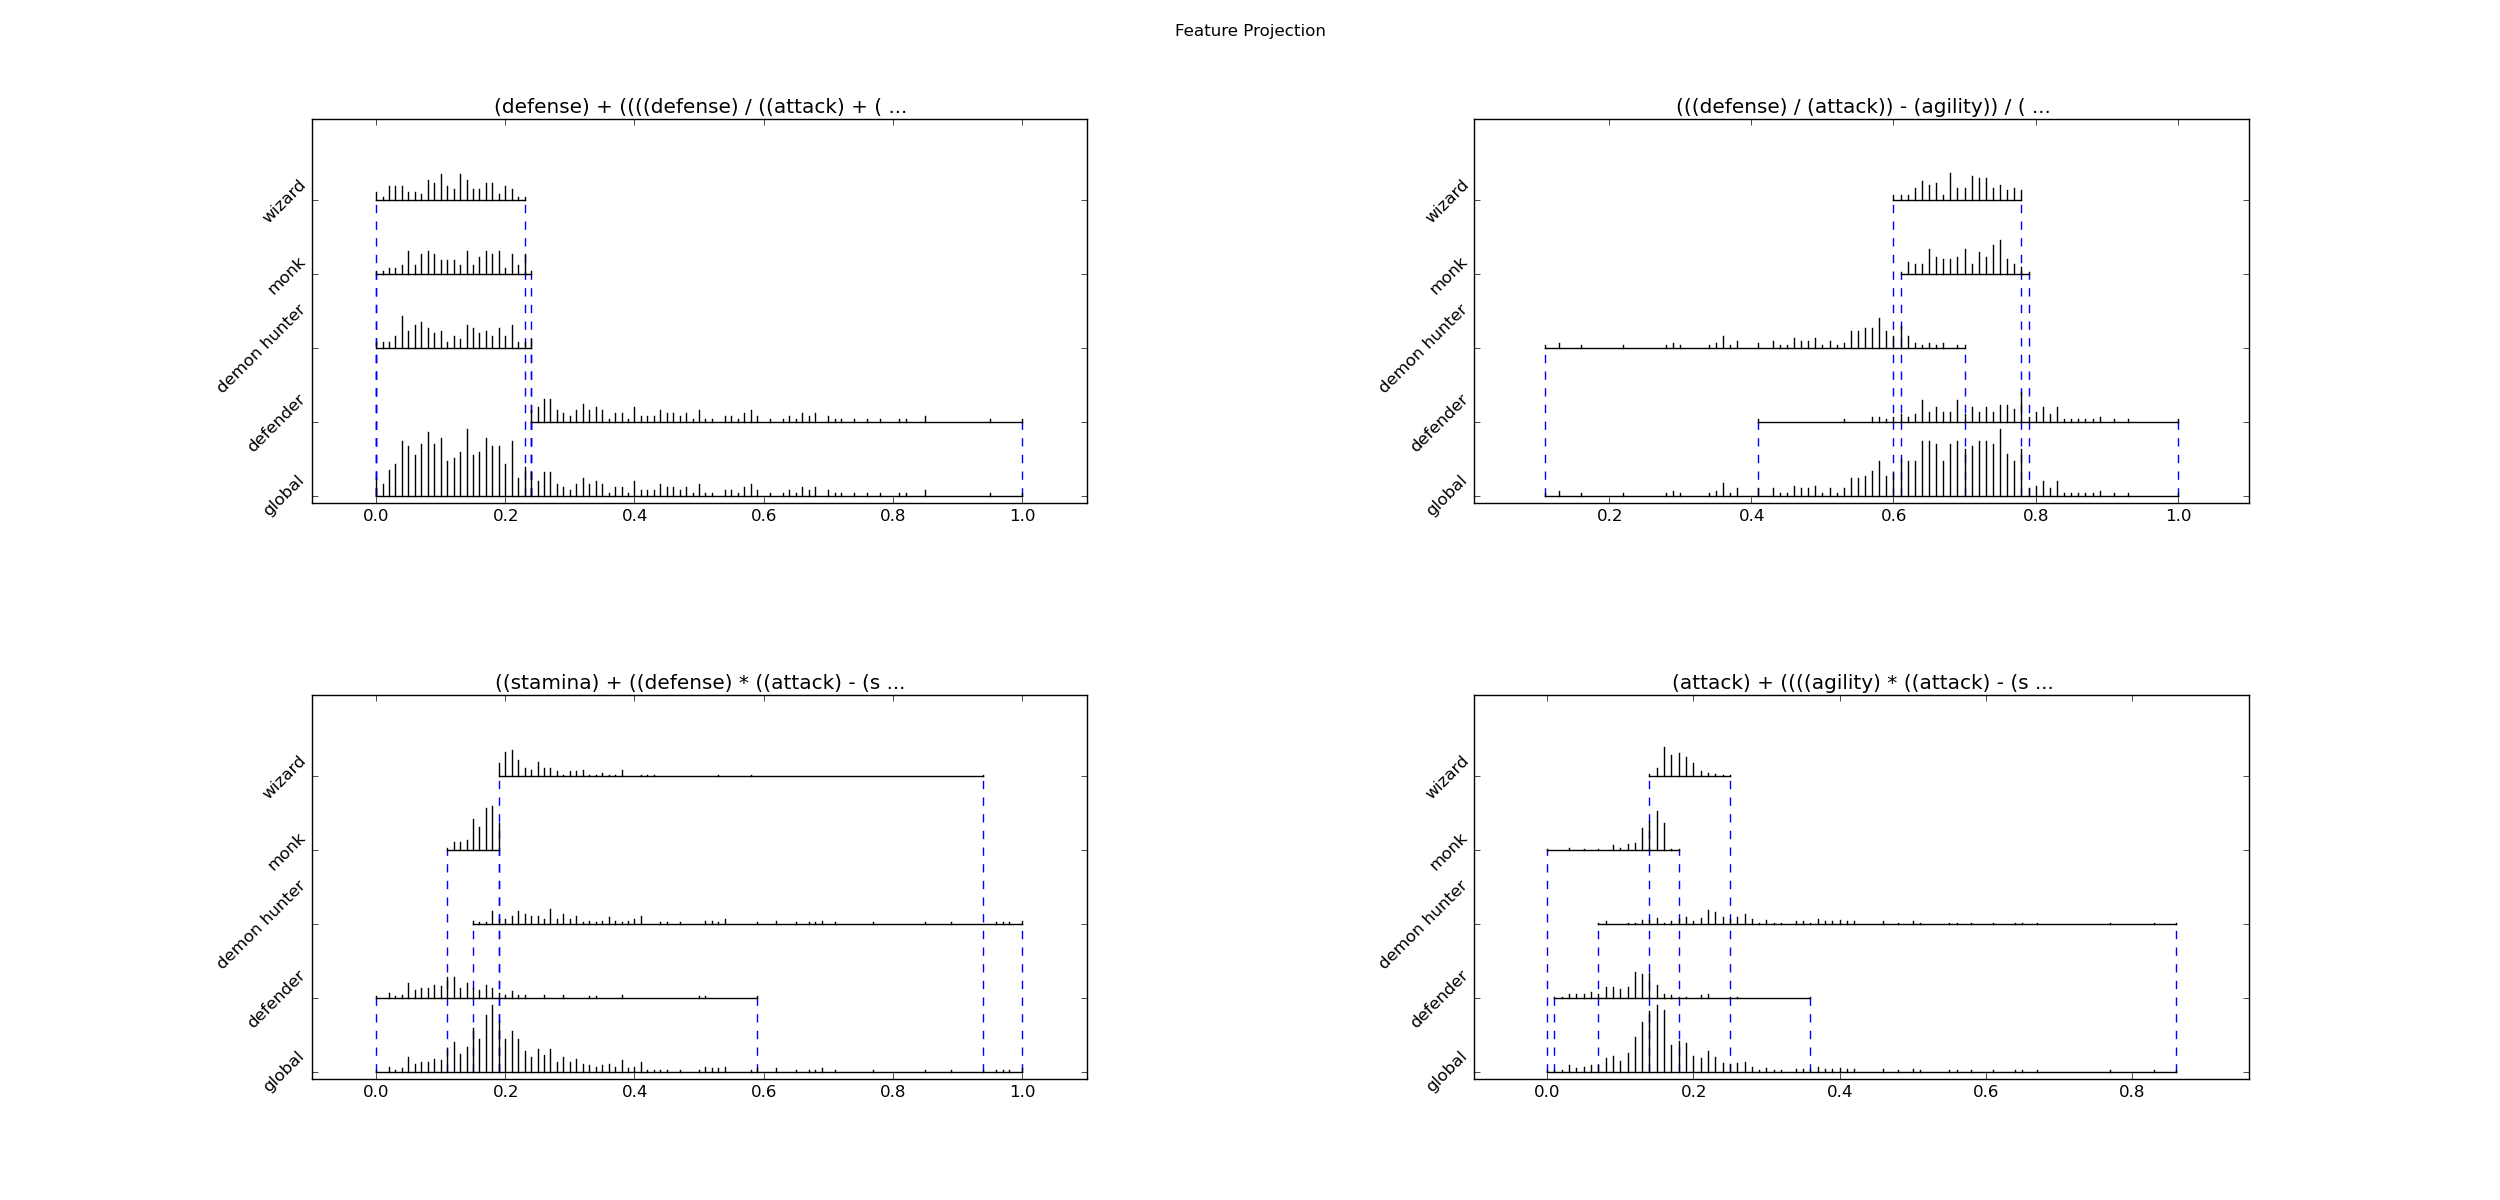 Feature Projection
(defense) + ((((defense) / ((attack) + ( ...
wizard
monk
demon hunter
defender
global
0.0 0.2 0.4 0.6 0.8 1.0
(((defense) / (attack)) - (agility)) / ( ...
wizard
monk
demon hunter
defender
global
0.2 0.4 0.6 0.8 1.0
((stamina) + ((defense) * ((attack) - (s ...
wizard
monk
demon hunter
defender
global
0.0 0.2 0.4 0.6 0.8 1.0
(attack) + ((((agility) * ((attack) - (s ...
wizard
monk
demon hunter
defender
global
0.0 0.2 0.4 0.6 0.8